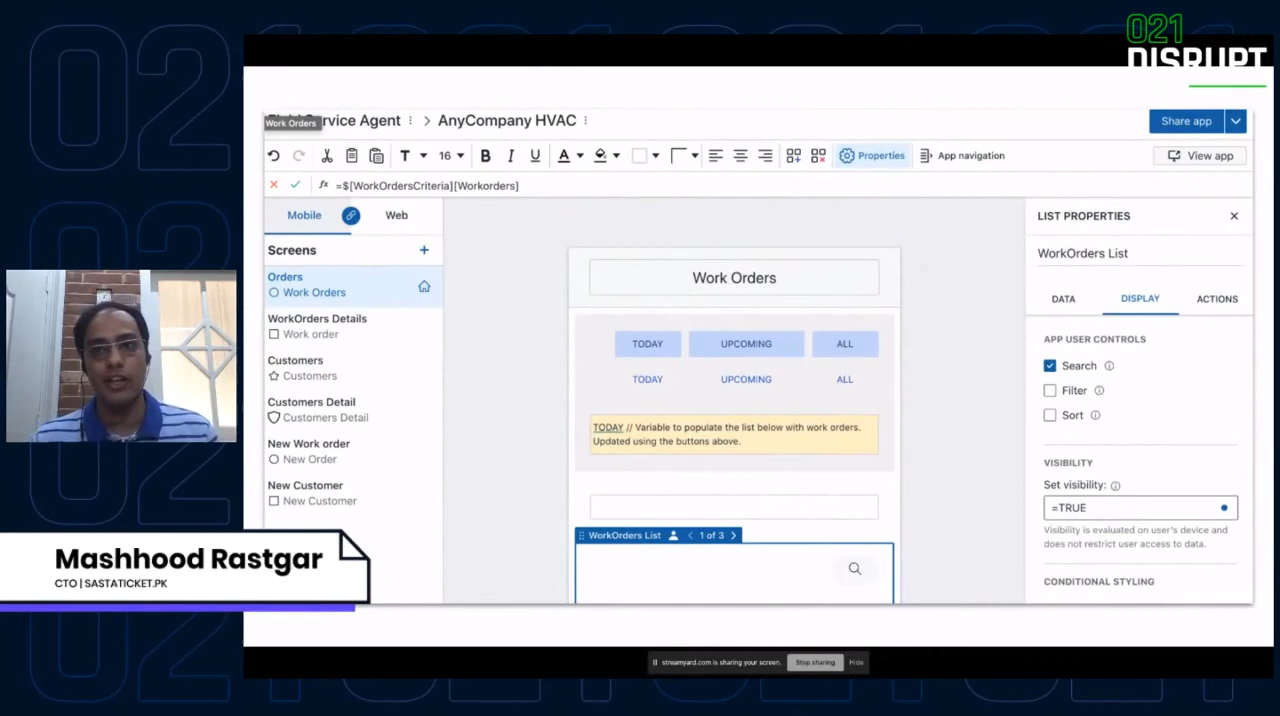 021
DISRUPT
Service Agent > AnyCompany HVAC
Work Orders
Share app
T 16 B I U A
Properties
App navigation
View app
fx =$[WorkOrdersCriteria][Workorders]
Mobile
Web
Screens +
Orders
Work Orders
WorkOrders Details
Work order
Customers
Customers
Customers Detail
Customers Detail
New Work order
New Order
New Customer
New Customer
Work Orders
TODAY UPCOMING ALL
TODAY UPCOMING ALL
TODAY // Variable to populate the list below with work orders.
Updated using the buttons above.
WorkOrders List < 1 of 3 >
LIST PROPERTIES
WorkOrders List
DATA DISPLAY ACTIONS
APP USER CONTROLS
Search
Filter
Sort
VISIBILITY
Set visibility:
=TRUE
Visibility is evaluated on user's device and
does not restrict user access to data.
CONDITIONAL STYLING
Mashhood Rastgar
CTO | SASTATICKET.PK
streamyard.com is sharing your screen. Stop sharing Hide